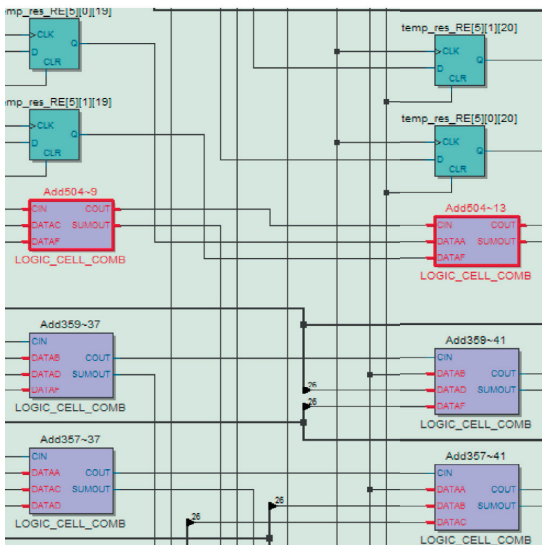 temp_res_RE[5][0][19]
CLK
D
Q
CLR
temp_res_RE[5][1][19]
CLK
D
Q
CLR
Add504~9
CIN
COUT
DATAC
SUMOUT
DATAF
LOGIC_CELL_COMB
Add359~37
CIN
DATAB
COUT
DATAD
SUMOUT
DATAF
LOGIC_CELL_COMB
Add357~37
CIN
DATAA
COUT
DATAC
SUMOUT
DATAD
LOGIC_CELL_COMB
26
26
26
26
temp_res_RE[5][1][20]
CLK
D
Q
CLR
temp_res_RE[5][0][20]
CLK
D
Q
CLR
Add504~13
CIN
COUT
DATAA
SUMOUT
DATAF
LOGIC_CELL_COMB
Add359~41
CIN
DATAB
COUT
DATAD
SUMOUT
DATAF
LOGIC_CELL_COMB
Add357~41
CIN
DATAA
COUT
DATAB
SUMOUT
DATAC
LOGIC_CELL_COMB